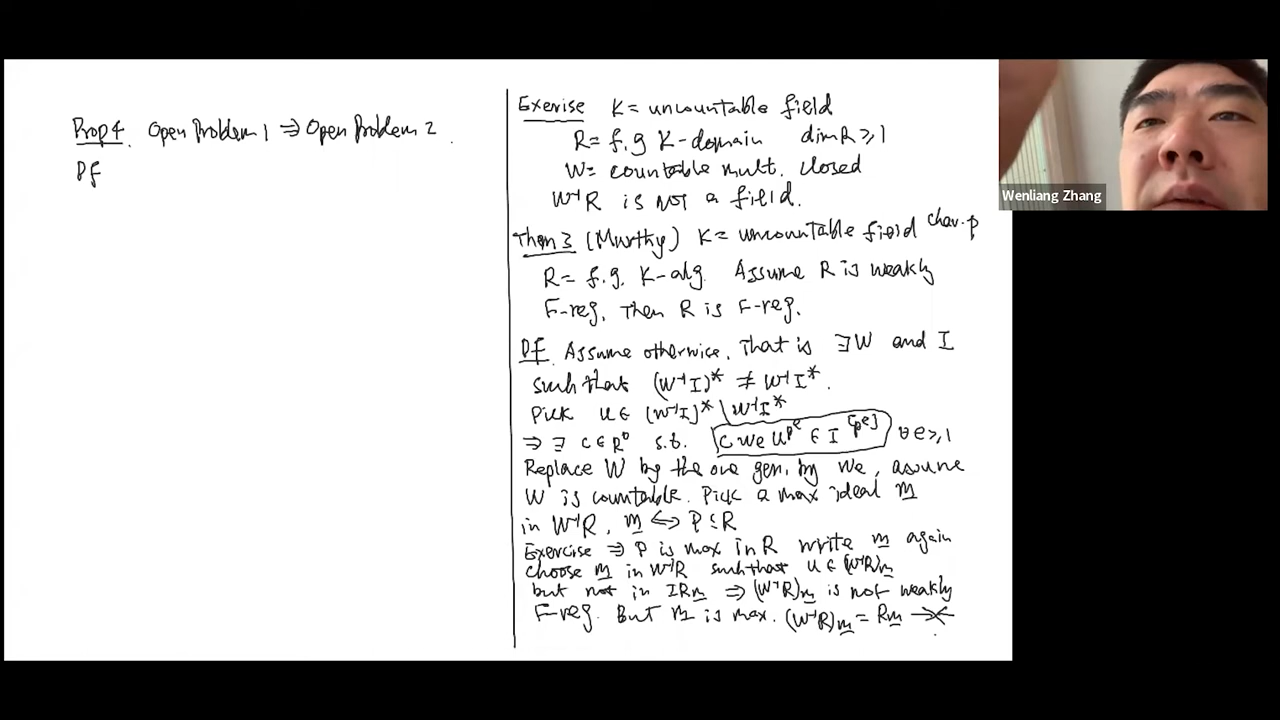 Prop 4. Open Problem 1 ⇒ Open Problem 2.
Pf
Exerise K = uncountable field
R = f.g K-domain dim R ≥ 1
W = countable mult. closed
W⁻¹R is not a field.
Thm 3 (Murthy) K = uncountable field char. p
R = f.g. K-alg. Assume R is weakly
F-reg. Then R is F-reg.
Pf. Assume otherwise. That is ∃ W and I
such that (W⁻¹I)* ≠ W⁻¹I*.
Pick u ∈ (W⁻¹I)* \ W⁻¹I*
⇒ ∃ c ∈ R⁰ s.t. c w_e u^{p^e} ∈ I^{[p^e]} ∀ e ≥ 1
Replace W by the one gen. by w_e, assume
W is countable. Pick a max ideal m
in W⁻¹R, m ⟷ P ⊆ R
Exercise ⇒ P is max in R write m again
choose m in W⁻¹R such that u ∈ (W⁻¹R)_m
but not in IR_m ⇒ (W⁻¹R)_m is not weakly
F-reg. But m is max. (W⁻¹R)_m = R_m →←
Wenliang Zhang